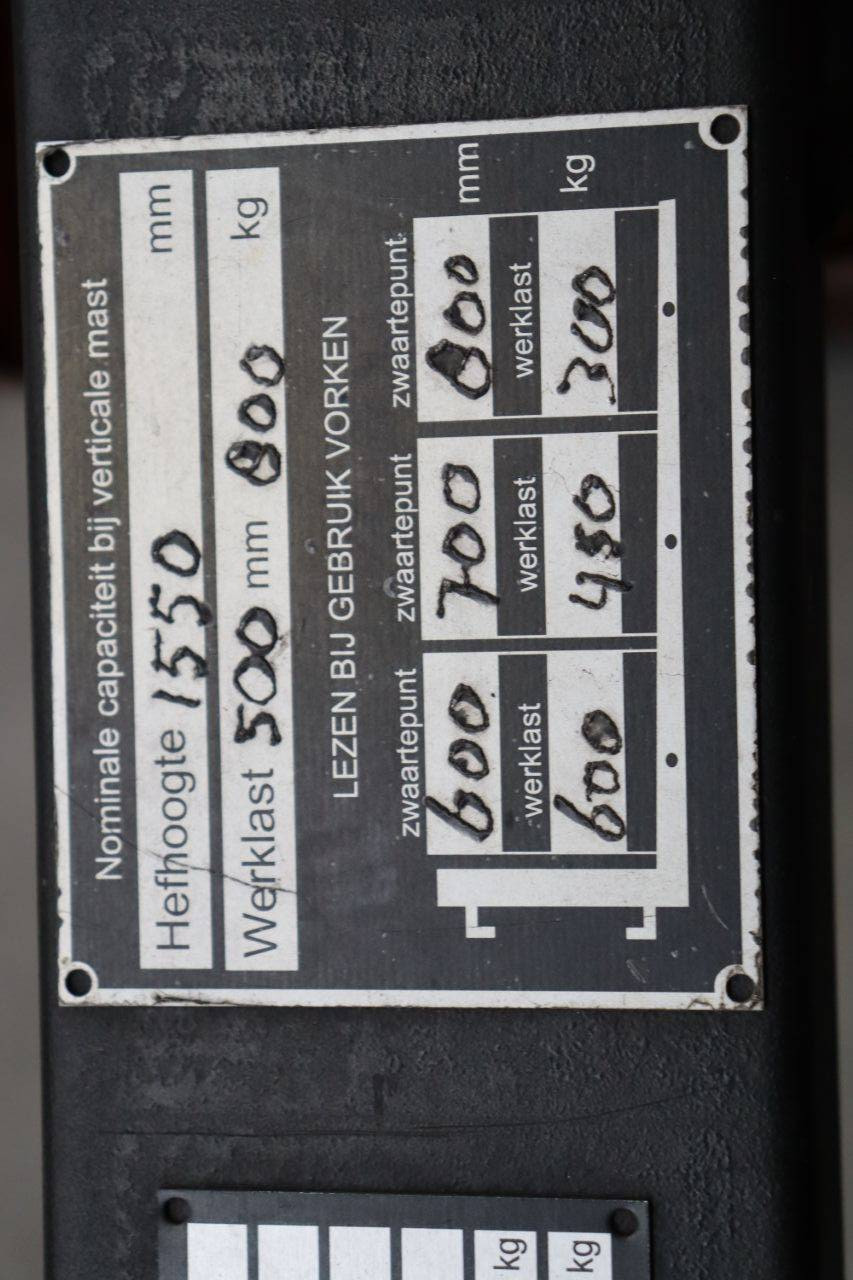 Nominale capaciteit bij verticale mast
Hefhoogte 1550 mm
Werklast 500 mm 800 kg
LEZEN BIJ GEBRUIK VORKEN
zwaartepunt zwaartepunt zwaartepunt
600 700 800 mm
werklast werklast werklast
600 450 300 kg
kg
kg